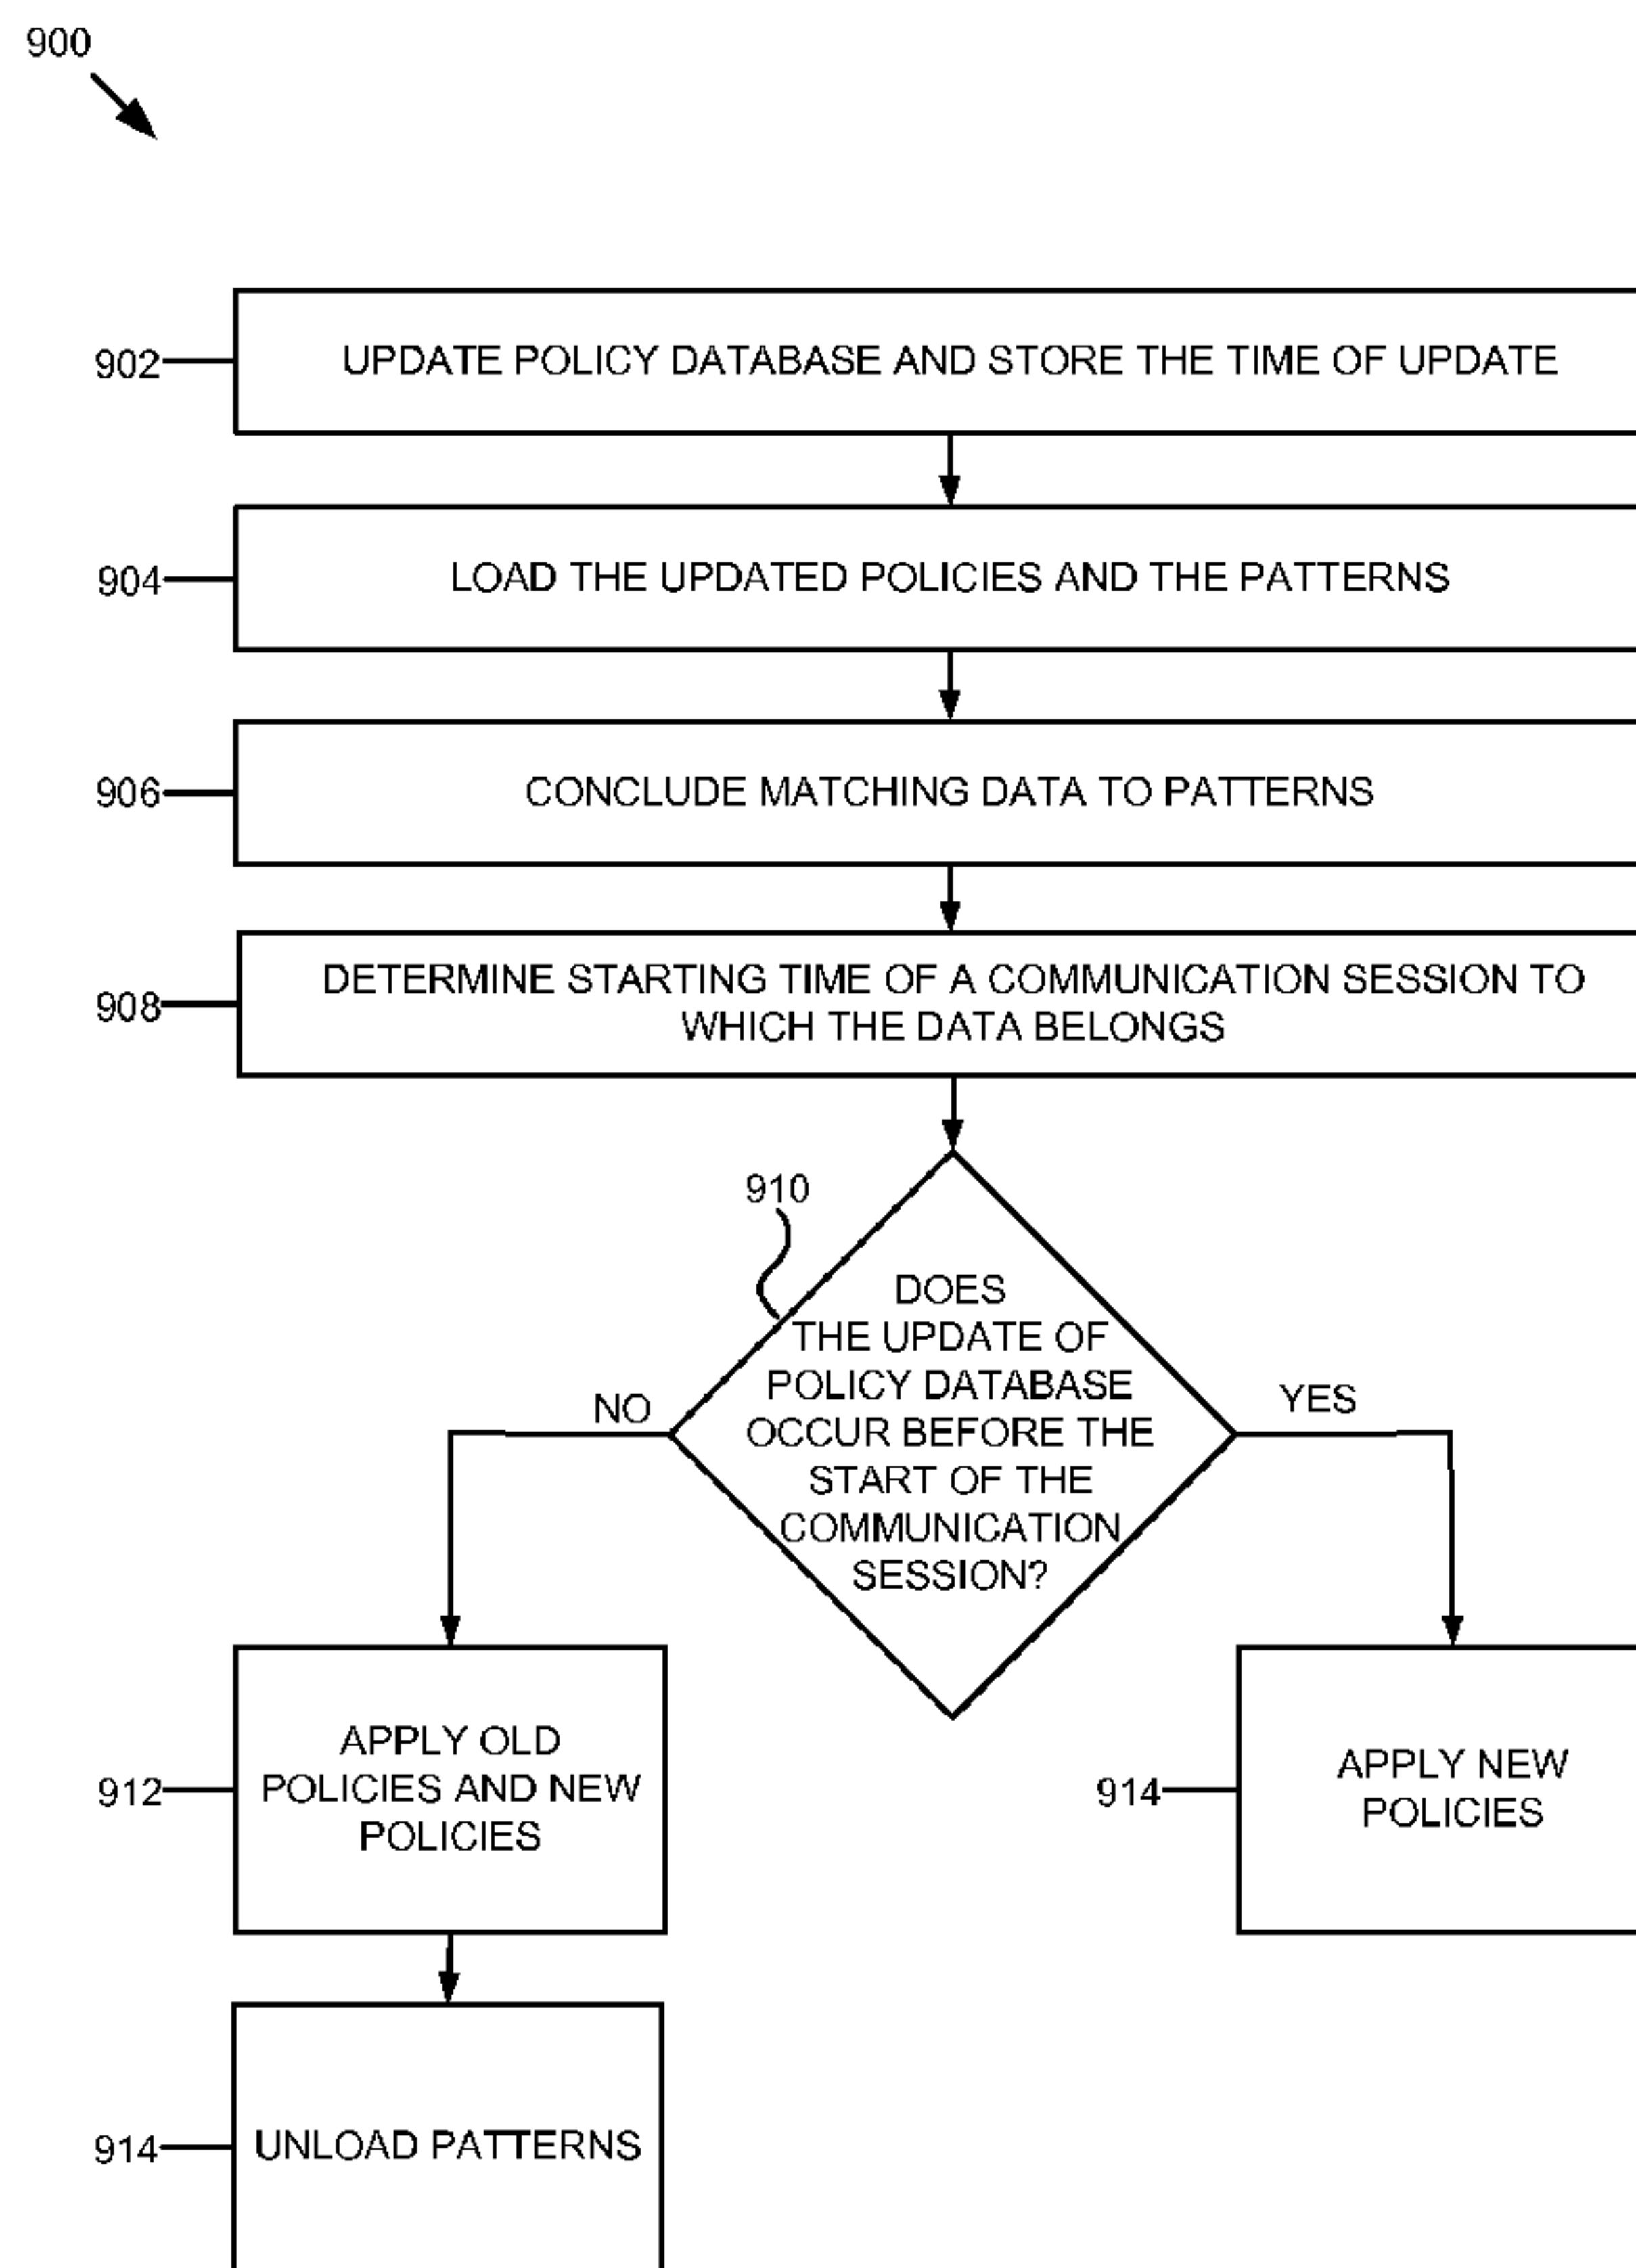 900
902
UPDATE POLICY DATABASE AND STORE THE TIME OF UPDATE
904
LOAD THE UPDATED POLICIES AND THE PATTERNS
906
CONCLUDE MATCHING DATA TO PATTERNS
908
DETERMINE STARTING TIME OF A COMMUNICATION SESSION TO
WHICH THE DATA BELONGS
910
DOES
THE UPDATE OF
POLICY DATABASE
OCCUR BEFORE THE
START OF THE
COMMUNICATION
SESSION?
NO
YES
912
APPLY OLD
POLICIES AND NEW
POLICIES
914
APPLY NEW
POLICIES
914
UNLOAD PATTERNS